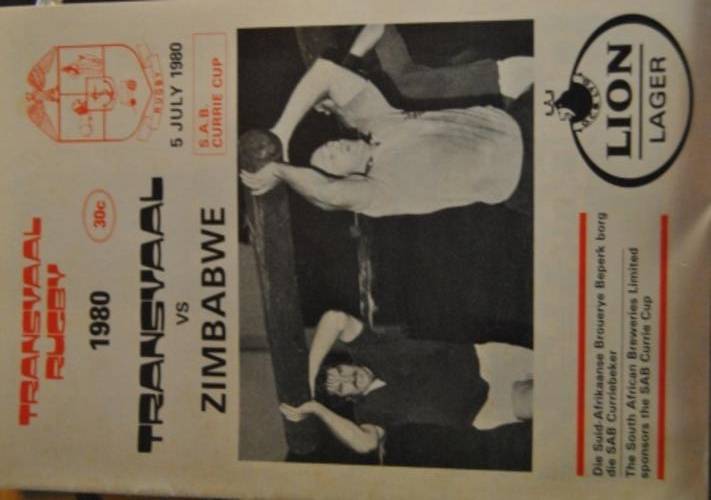 TRANSVAAL
RUGBY
1980
30c
RUGBY
5 JULY 1980
S.A.B.
CURRIE CUP
TRANSVAAL
vs
ZIMBABWE
LION
LAGER
Die Suid-Afrikaanse Brouerye Beperk borg
die SAB Curriebeker
The South African Breweries Limited
sponsors the SAB Currie Cup